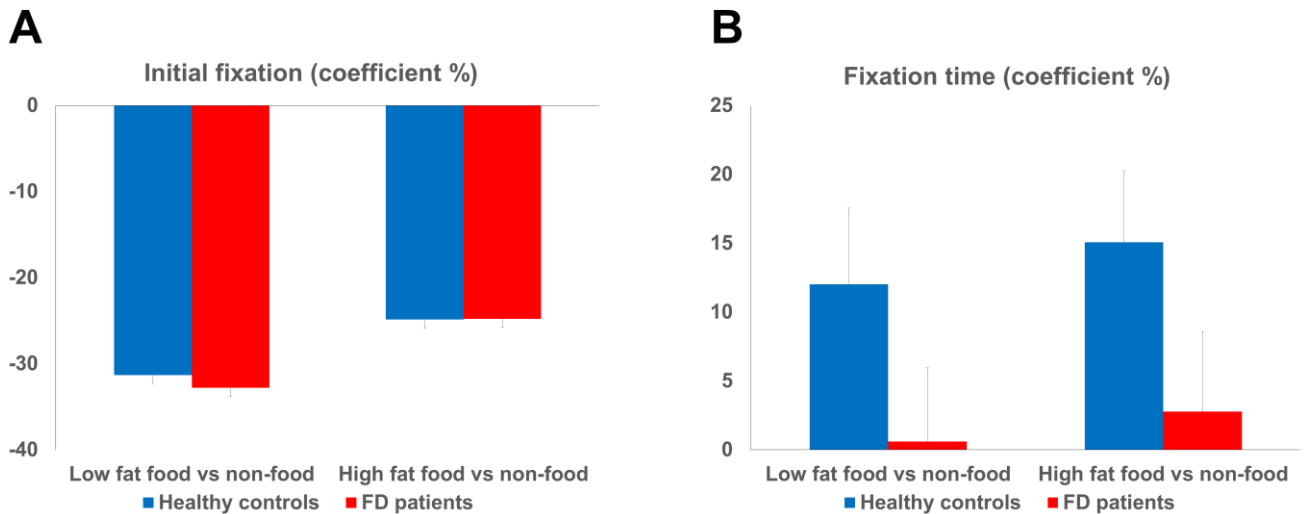 A
Initial fixation (coefficient %)
0
-10
-20
-30
-40
Low fat food vs non-food High fat food vs non-food
Healthy controls FD patients
B
Fixation time (coefficient %)
25
20
15
10
5
0
Low fat food vs non-food High fat food vs non-food
Healthy controls FD patients